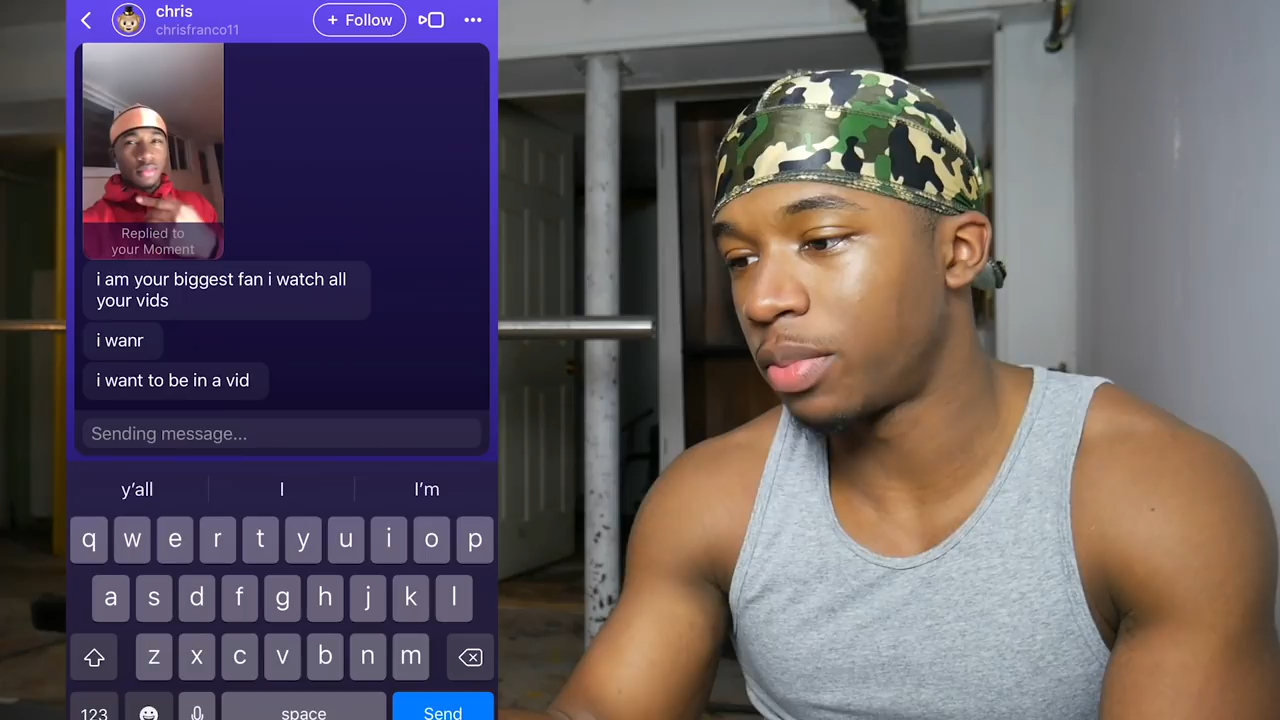 chris
chrisfranco11
+ Follow
Replied to
your Moment
i am your biggest fan i watch all
your vids
i wanr
i want to be in a vid
Sending message...
y'all I I'm
q w e r t y u i o p
a s d f g h j k l
z x c v b n m
123 space Send